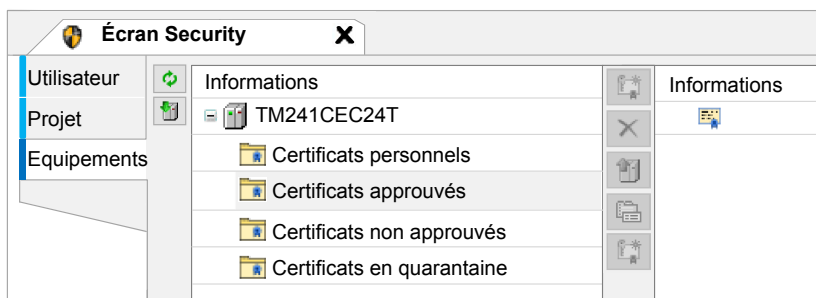 Écran Security
Utilisateur
Projet
Equipements
Informations
TM241CEC24T
Certificats personnels
Certificats approuvés
Certificats non approuvés
Certificats en quarantaine
Informations